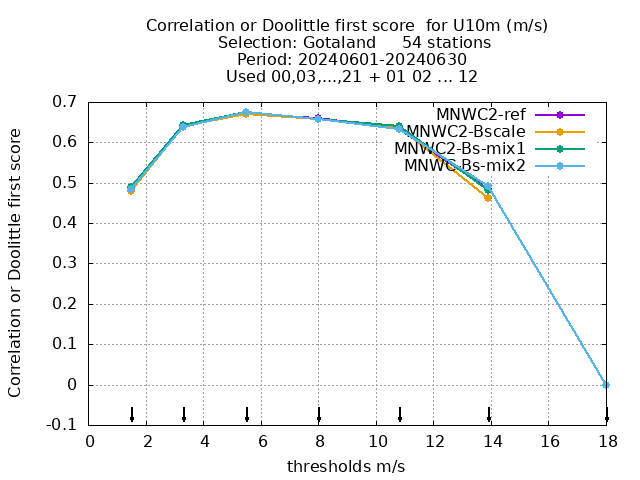 Correlation or Doolittle first score  for U10m (m/s)
Selection: Gotaland     54 stations
Period: 20240601-20240630
Used 00,03,...,21 + 01 02 ... 12
0.7
0.6
0.5
0.4
0.3
0.2
0.1
0
-0.1
Correlation or Doolittle first score
MNWC2-ref
MNWC2-Bscale
MNWC2-Bs-mix1
MNWC-Bs-mix2
0 2 4 6 8 10 12 14 16 18
thresholds m/s